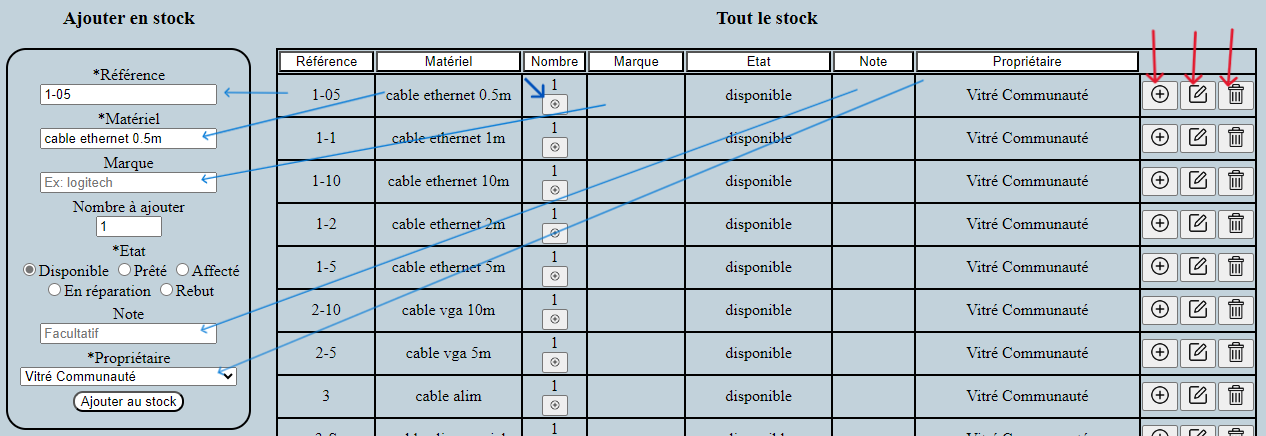 Ajouter en stock
*Référence
1-05
*Matériel
cable ethernet 0.5m
Marque
Ex: logitech
Nombre à ajouter
1
*Etat
Disponible Prêté Affecté
En réparation Rebut
Note
Facultatif
*Propriétaire
Vitré Communauté
Ajouter au stock
Tout le stock
Référence Matériel Nombre Marque Etat Note Propriétaire
1-05 cable ethernet 0.5m 1 disponible Vitré Communauté
1-1 cable ethernet 1m 1 disponible Vitré Communauté
1-10 cable ethernet 10m 1 disponible Vitré Communauté
1-2 cable ethernet 2m 1 disponible Vitré Communauté
1-5 cable ethernet 5m 1 disponible Vitré Communauté
2-10 cable vga 10m 1 disponible Vitré Communauté
2-5 cable vga 5m 1 disponible Vitré Communauté
3 cable alim 1 disponible Vitré Communauté
1